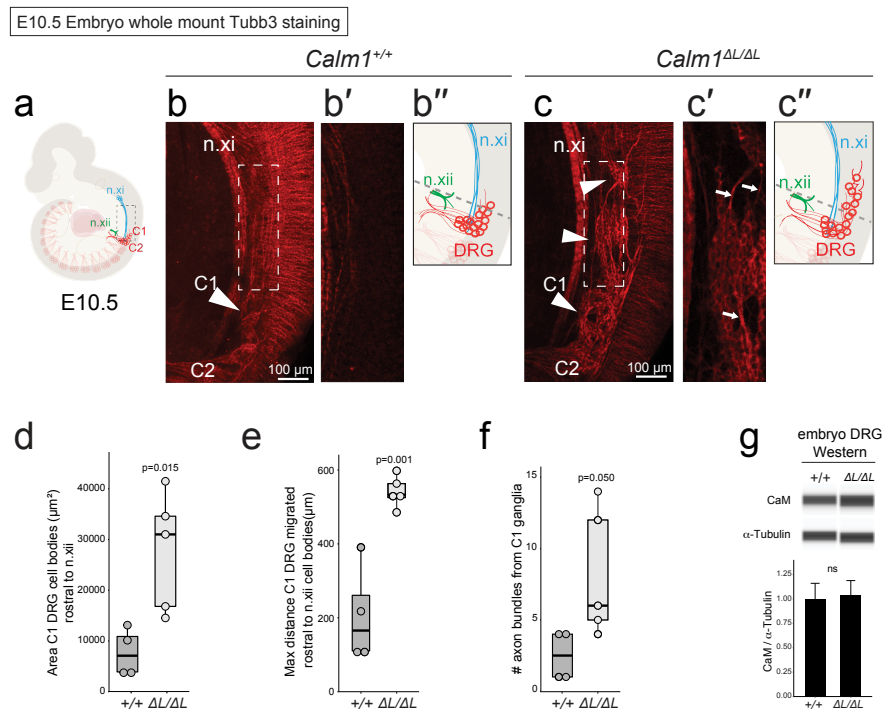 E10.5 Embryo whole mount Tubb3 staining
Calm1+/+
Calm1ΔL/ΔL
a
n.xi
n.xii
C1
C2
E10.5
b
n.xi
C1
C2
100 µm
b′
b″
n.xi
n.xii
DRG
c
n.xi
C1
C2
100 µm
c′
c″
n.xi
n.xii
DRG
d
Area C1 DRG cell bodies (µm²)
rostral to n.xii
p=0.015
40000
30000
20000
10000
0
+/+ ΔL/ΔL
e
Max distance C1 DRG migrated
rostral to n.xii cell bodies(µm)
p=0.001
600
400
200
0
+/+ ΔL/ΔL
f
# axon bundles from C1 ganglia
p=0.050
15
10
5
0
+/+ ΔL/ΔL
g
embryo DRG
Western
+/+ ΔL/ΔL
CaM
α-Tubulin
ns
CaM / α-Tubulin
1.25
1.00
0.75
0.50
0.25
0.00
+/+ ΔL/ΔL